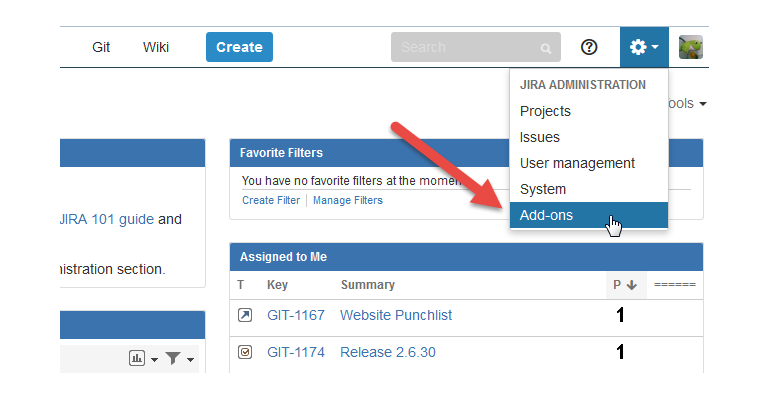 Git Wiki Create Search
JIRA ADMINISTRATION
ools
Projects
Issues
User management
System
Add-ons
Favorite Filters
You have no favorite filters at the momen
Create Filter | Manage Filters
JIRA 101 guide and
nistration section.
Assigned to Me
T Key Summary P ======
GIT-1167 Website Punchlist 1
GIT-1174 Release 2.6.30 1